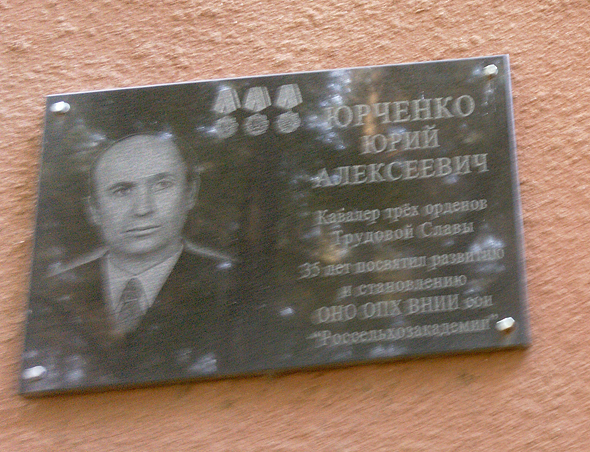 ЮРЧЕНКО
ЮРИЙ
АЛЕКСЕЕВИЧ
Кавалер трёх орденов
Трудовой Славы
35 лет посвятил развитию
и становлению
ОНО ОПХ ВНИИ сои
"Россельхозакадемии"